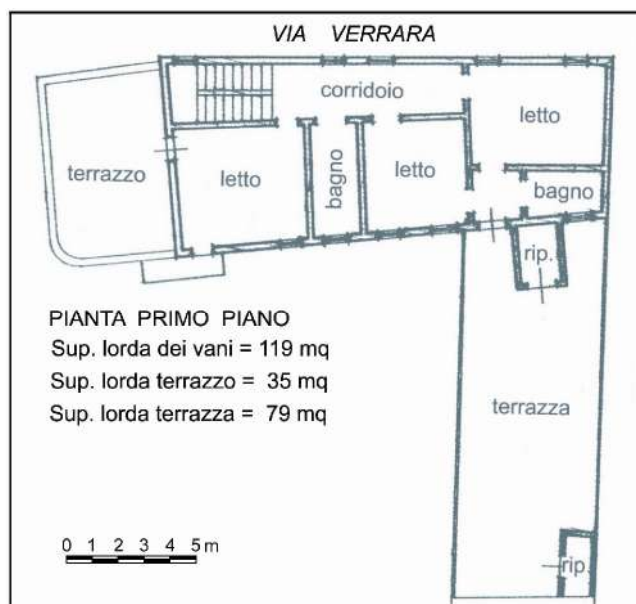 VIA VERRARA
corridoio
letto
terrazzo
letto
bagno
letto
bagno
rip.
PIANTA PRIMO PIANO
Sup. lorda dei vani = 119 mq
Sup. lorda terrazzo = 35 mq
Sup. lorda terrazza = 79 mq
terrazza
0 1 2 3 4 5 m
rip.